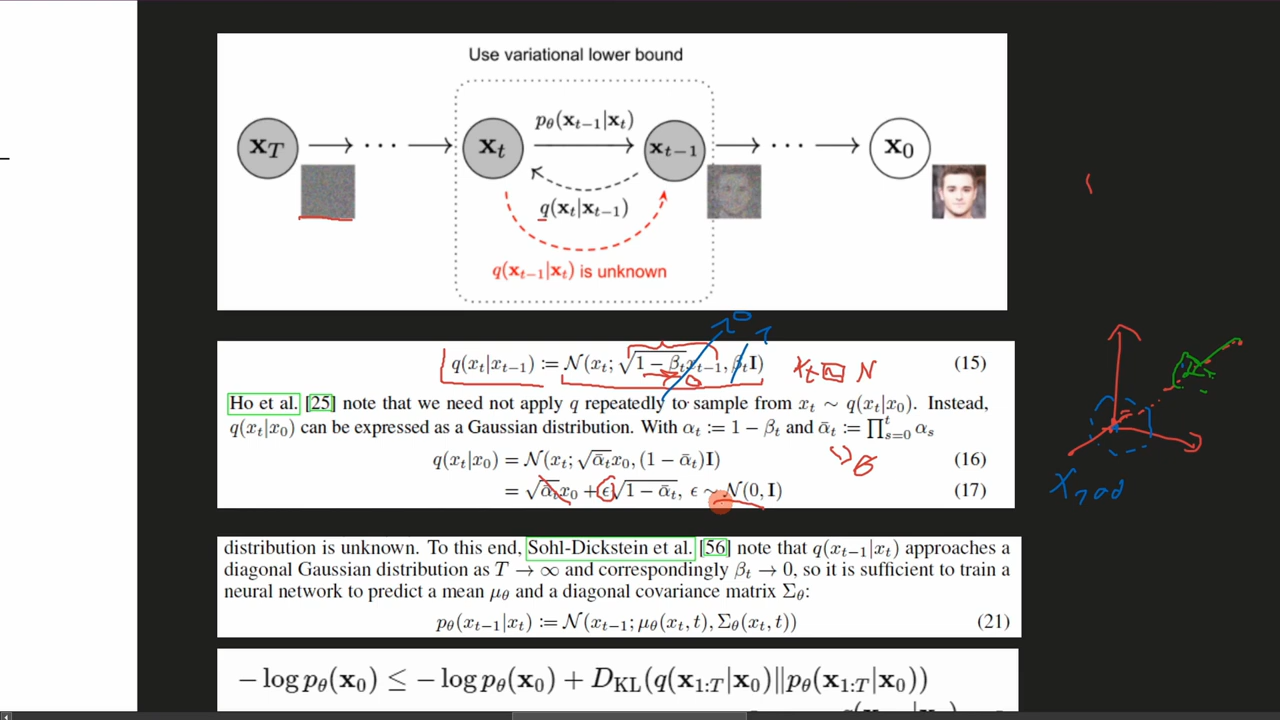 Use variational lower bound
x_T → ··· → x_t p_θ(x_{t−1}|x_t) x_{t−1} → ··· → x_0
q(x_t|x_{t−1})
q(x_{t−1}|x_t) is unknown
q(x_t|x_{t−1}) := N(x_t; √(1 − β_t) x_{t−1}, β_t I) (15)
x_t ~ N
Ho et al. [25] note that we need not apply q repeatedly to sample from x_t ∼ q(x_t|x_0). Instead,
q(x_t|x_0) can be expressed as a Gaussian distribution. With α_t := 1 − β_t and ᾱ_t := ∏_{s=0}^t α_s
q(x_t|x_0) = N(x_t; √ᾱ_t x_0, (1 − ᾱ_t)I) (16)
= √ᾱ_t x_0 + ϵ√(1 − ᾱ_t), ϵ ∼ N(0, I) (17)
distribution is unknown. To this end, Sohl-Dickstein et al. [56] note that q(x_{t−1}|x_t) approaches a
diagonal Gaussian distribution as T → ∞ and correspondingly β_t → 0, so it is sufficient to train a
neural network to predict a mean μ_θ and a diagonal covariance matrix Σ_θ:
p_θ(x_{t−1}|x_t) := N(x_{t−1}; μ_θ(x_t, t), Σ_θ(x_t, t)) (21)
− log p_θ(x_0) ≤ − log p_θ(x_0) + D_KL(q(x_{1:T}|x_0)‖p_θ(x_{1:T}|x_0))